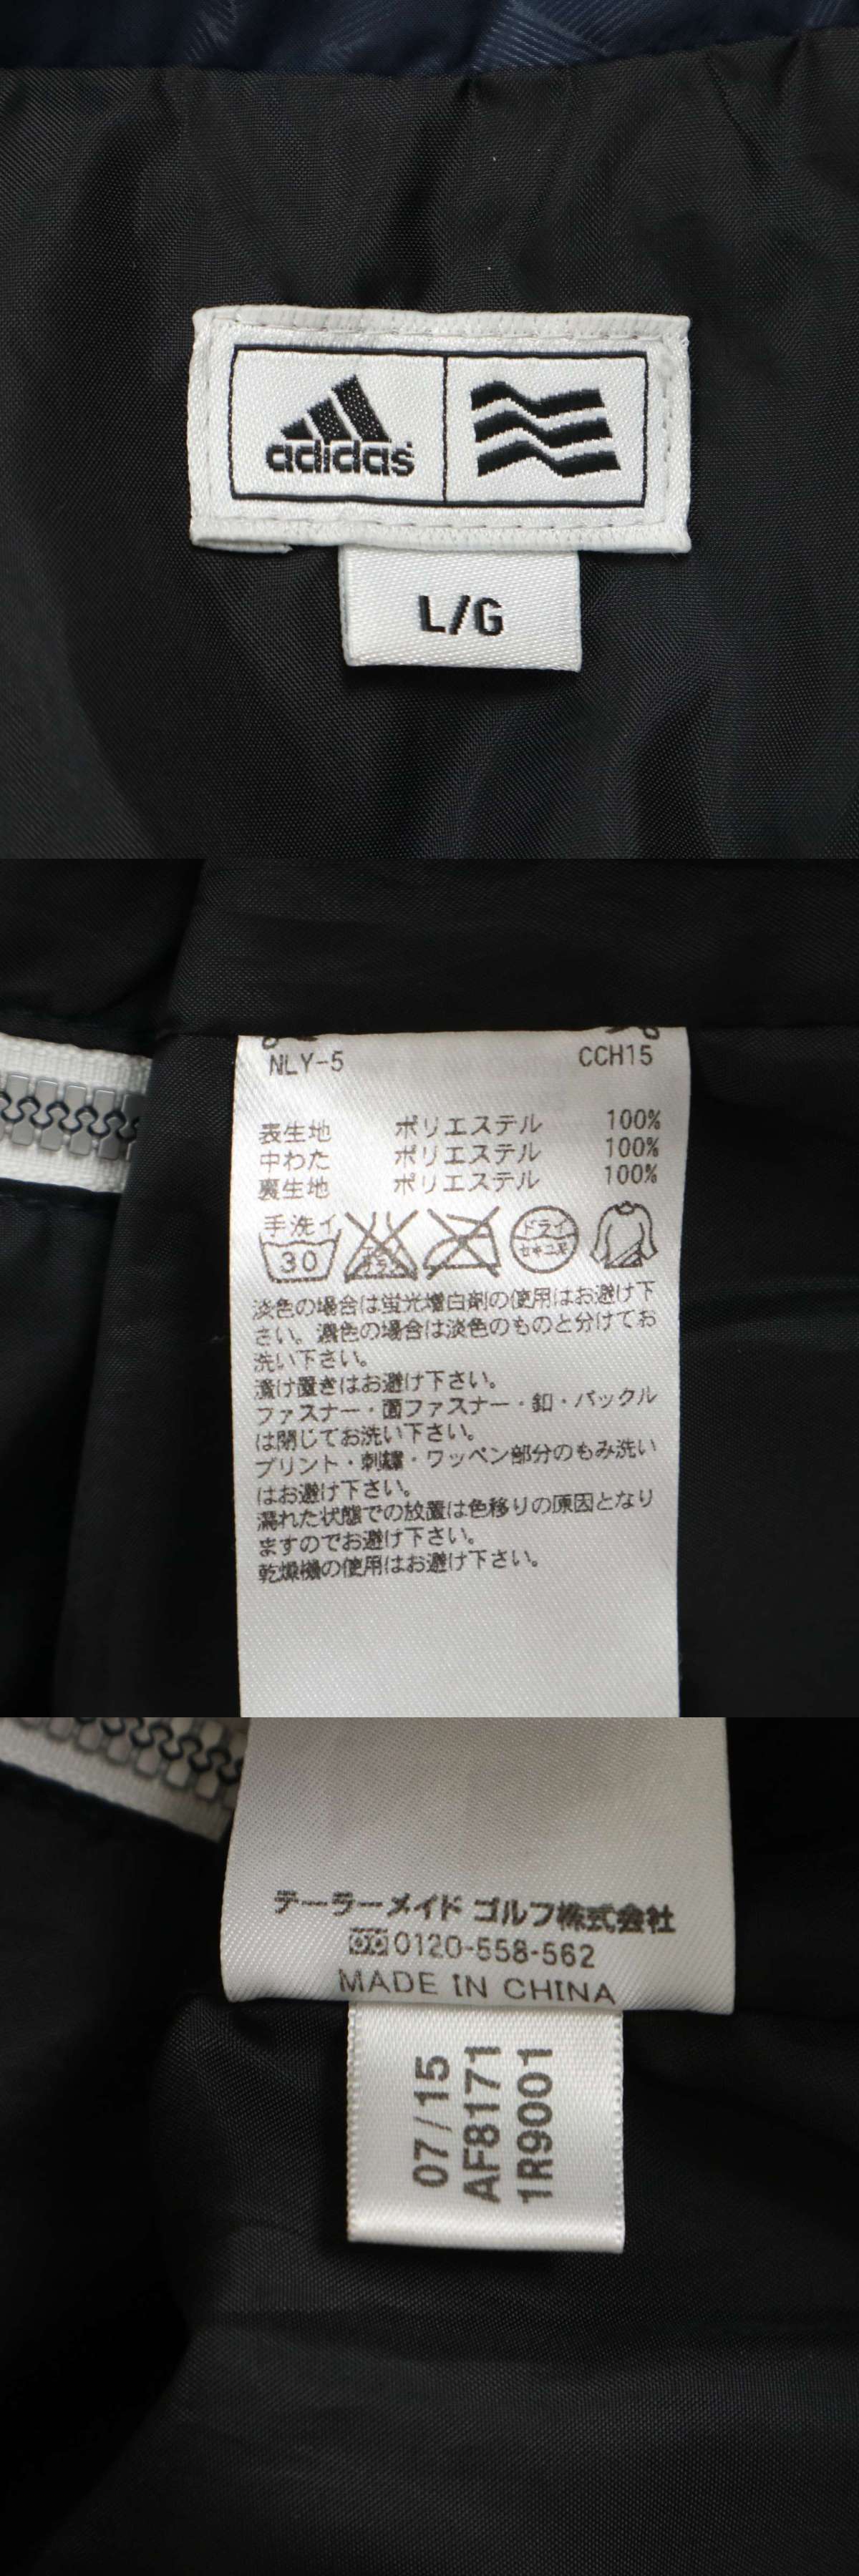 adidas
L/G
NLY-5 CCH15
表生地 ポリエステル 100%
中わた ポリエステル 100%
裏生地 ポリエステル 100%
手洗イ
30
エンソ
サラシ
ドライ
セキユ系
淡色の場合は蛍光増白剤の使用はお避け下
さい。濃色の場合は淡色のものと分けてお
洗い下さい。
漬け置きはお避け下さい。
ファスナー・面ファスナー・釦・バックル
は閉じてお洗い下さい。
プリント・刺繍・ワッペン部分のもみ洗い
はお避け下さい。
濡れた状態での放置は色移りの原因となり
ますのでお避け下さい。
乾燥機の使用はお避け下さい。
テーラーメイド ゴルフ株式会社
0120-558-562
MADE IN CHINA
07/15
AF8171
1R9001